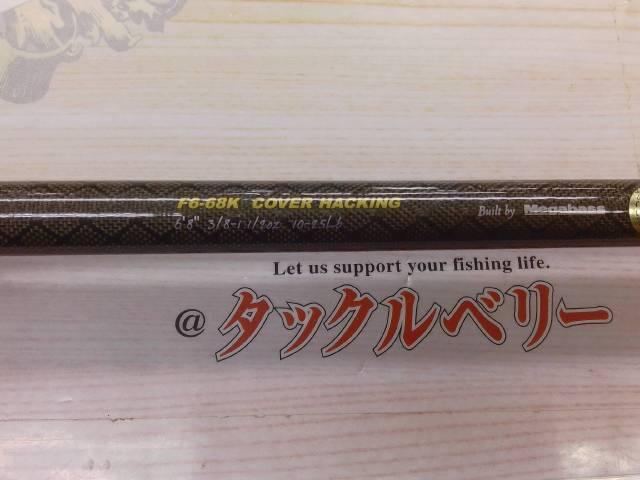 F6-68K COVER HACKING
6'8" 3/8-1 1/2oz 10-25Lb
Built by Megabass
Let us support your fishing life.
@タックルベリー